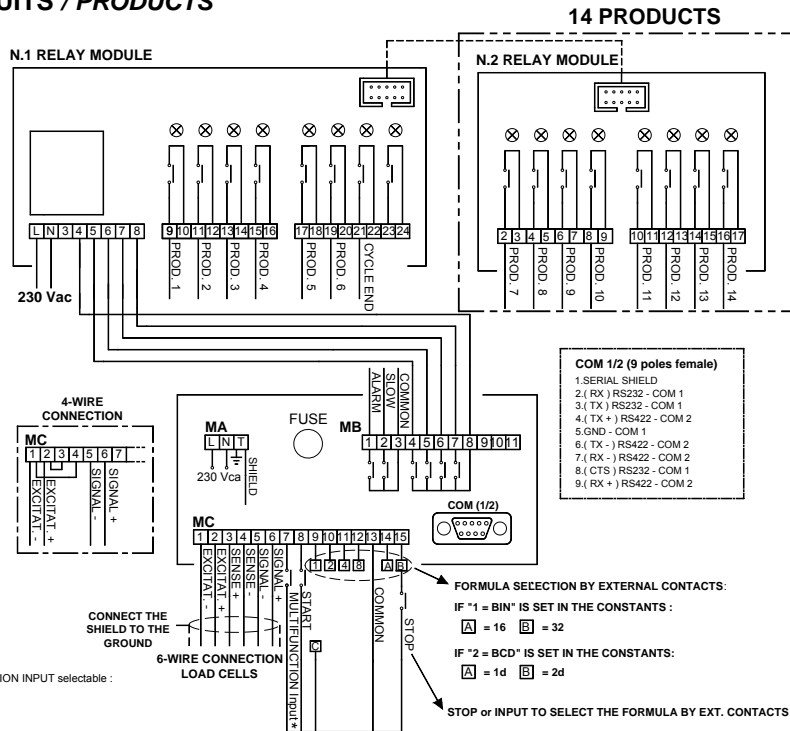 UITS / PRODUCTS
14 PRODUCTS
N.1 RELAY MODULE
N.2 RELAY MODULE
L N 3 4 5 6 7 8
9 10 11 12 13 14 15 16
17 18 19 20 21 22 23 24
2 3 4 5 6 7 8 9
10 11 12 13 14 15 16 17
230 Vac
PROD. 1
PROD. 2
PROD. 3
PROD. 4
PROD. 5
PROD. 6
CYCLE END
PROD. 7
PROD. 8
PROD. 9
PROD. 10
PROD. 11
PROD. 12
PROD. 13
PROD. 14
COM 1/2 (9 poles female)
1.SERIAL SHIELD
2.( RX ) RS232 - COM 1
3.( TX ) RS232 - COM 1
4.( TX + ) RS422 - COM 2
5.GND - COM 1
6.( TX - ) RS422 - COM 2
7.( RX - ) RS422 - COM 2
8.( CTS ) RS232 - COM 1
9.( RX + ) RS422 - COM 2
4-WIRE
CONNECTION
MC
1 2 3 4 5 6 7
EXCITAT. -
EXCITAT. +
SIGNAL -
SIGNAL +
MA
L N T
230 Vca
SHIELD
FUSE
ALARM
SLOW
COMMON
MB
1 2 3 4 5 6 7 8 9 10 11
COM (1/2)
MC
1 2 3 4 5 6 7 8 9 10 11 12 13 14 15
EXCITAT. -
EXCITAT. +
SENSE +
SENSE -
SIGNAL -
SIGNAL +
MULTIFUNCTION Input *
START
1 2 4 8 A B
C
COMMON
STOP
CONNECT THE
SHIELD TO THE
GROUND
6-WIRE CONNECTION
LOAD CELLS
FORMULA SELECTION BY EXTERNAL CONTACTS:
IF "1 = BIN" IS SET IN THE CONSTANTS :
A = 16 B = 32
IF "2 = BCD" IS SET IN THE CONSTANTS:
A = 1d B = 2d
ION INPUT selectable :
STOP or INPUT TO SELECT THE FORMULA BY EXT. CONTACTS